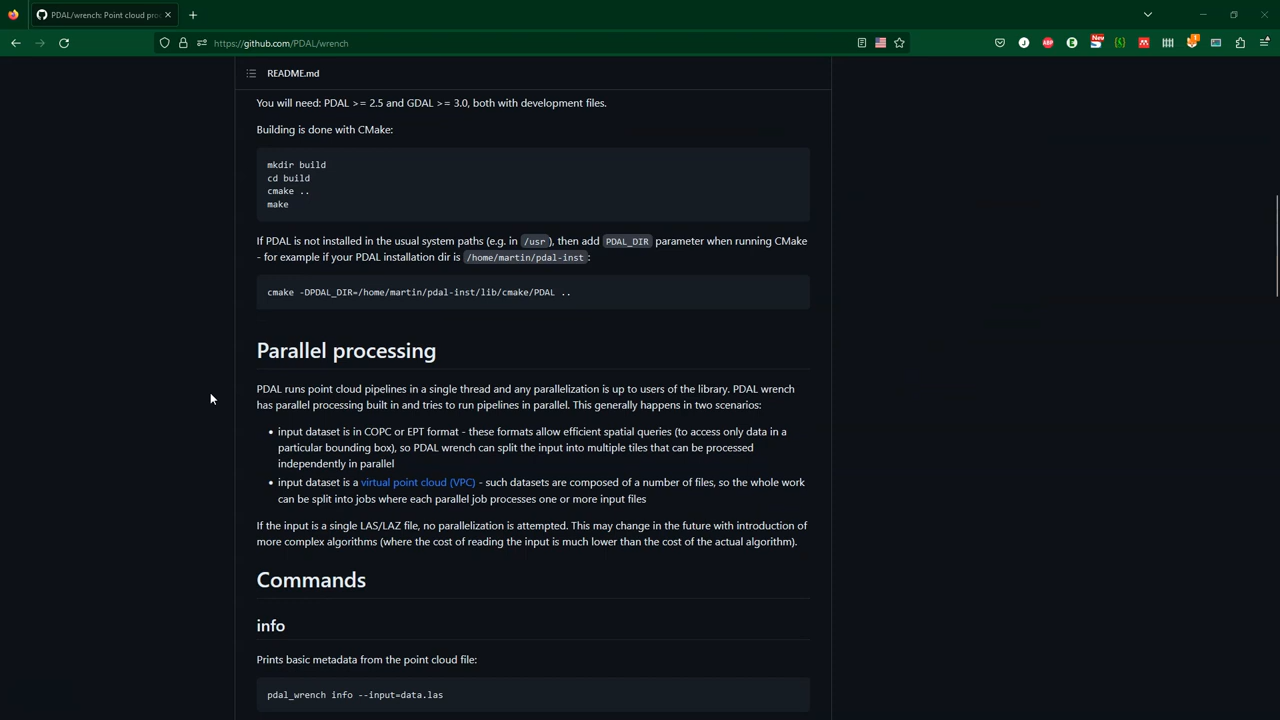 PDAL/wrench: Point cloud pro
https://github.com/PDAL/wrench
New
README.md
You will need: PDAL >= 2.5 and GDAL >= 3.0, both with development files.
Building is done with CMake:
mkdir build
cd build
cmake ..
make
If PDAL is not installed in the usual system paths (e.g. in /usr), then add PDAL_DIR parameter when running CMake
- for example if your PDAL installation dir is /home/martin/pdal-inst:
cmake -DPDAL_DIR=/home/martin/pdal-inst/lib/cmake/PDAL ..
Parallel processing
PDAL runs point cloud pipelines in a single thread and any parallelization is up to users of the library. PDAL wrench
has parallel processing built in and tries to run pipelines in parallel. This generally happens in two scenarios:
• input dataset is in COPC or EPT format - these formats allow efficient spatial queries (to access only data in a
particular bounding box), so PDAL wrench can split the input into multiple tiles that can be processed
independently in parallel
• input dataset is a virtual point cloud (VPC) - such datasets are composed of a number of files, so the whole work
can be split into jobs where each parallel job processes one or more input files
If the input is a single LAS/LAZ file, no parallelization is attempted. This may change in the future with introduction of
more complex algorithms (where the cost of reading the input is much lower than the cost of the actual algorithm).
Commands
info
Prints basic metadata from the point cloud file:
pdal_wrench info --input=data.las